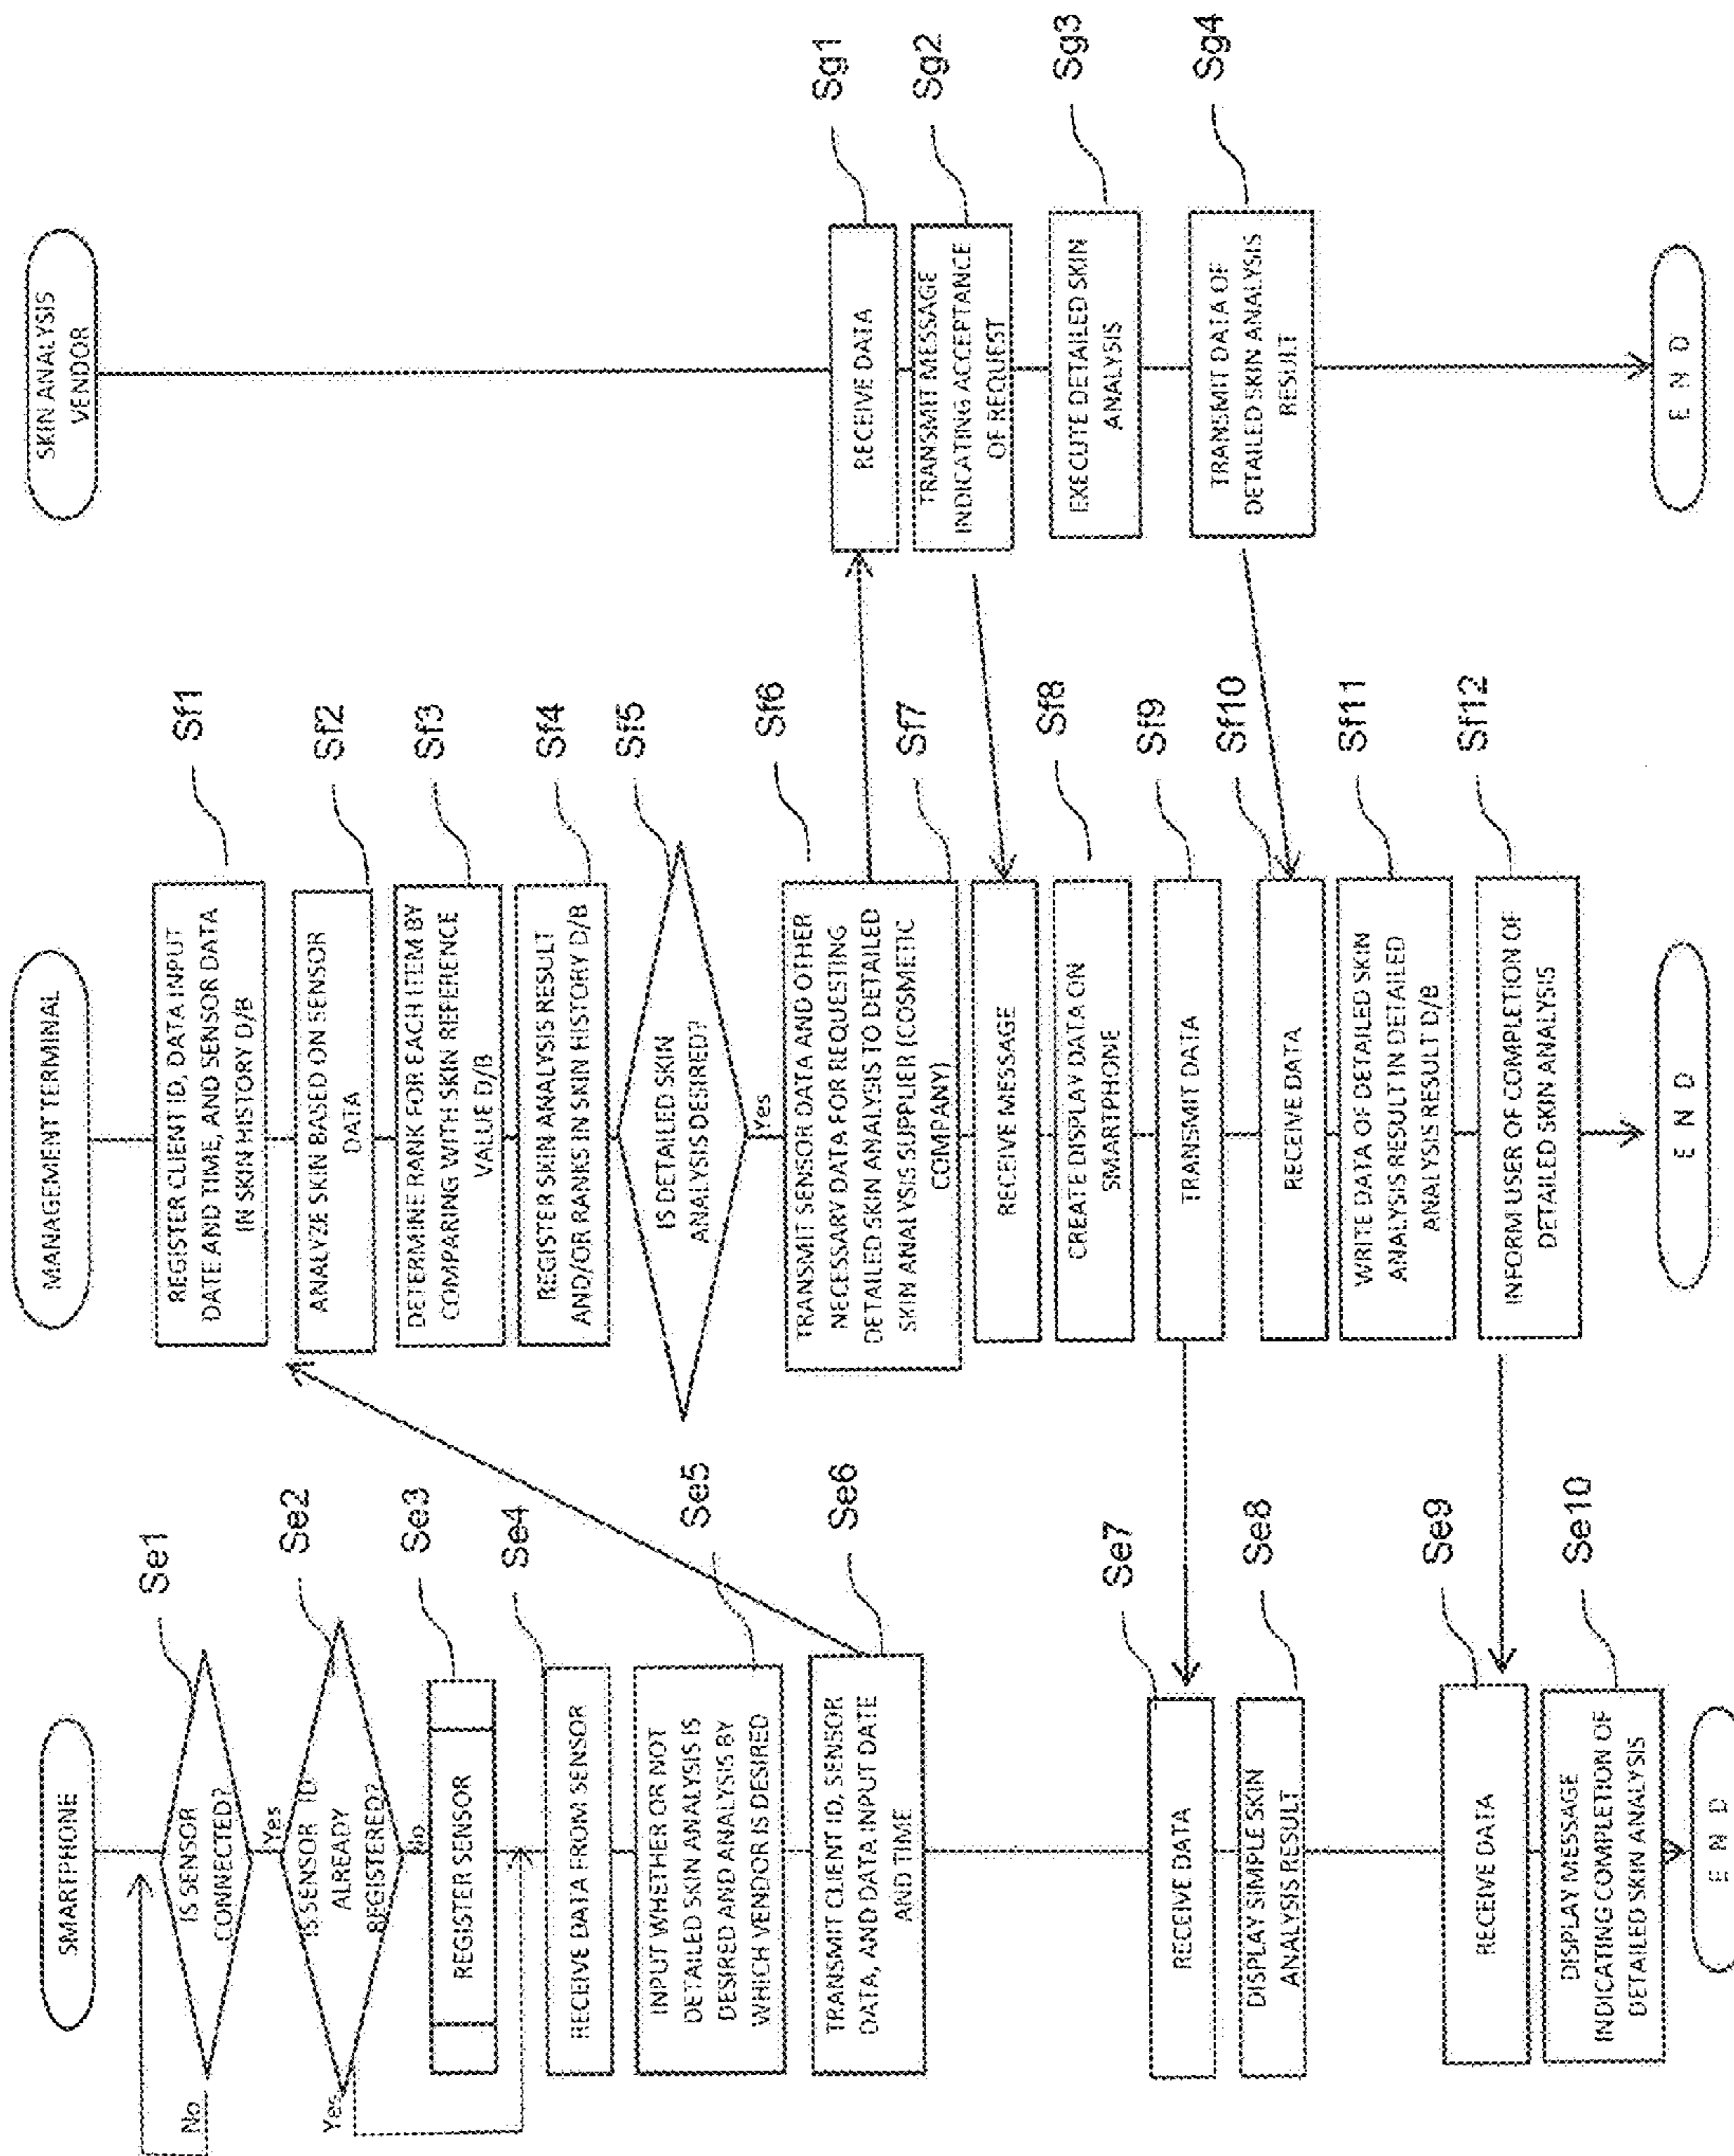 SMARTPHONE
Se1
IS SENSOR
CONNECTED?
No
Yes
Se2
IS SENSOR ID
ALREADY
REGISTERED?
Yes
No
Se3
REGISTER SENSOR
Se4
RECEIVE DATA FROM SENSOR
Se5
INPUT WHETHER OR NOT
DETAILED SKIN ANALYSIS IS
DESIRED AND ANALYSIS BY
WHICH VENDOR IS DESIRED
Se6
TRANSMIT CLIENT ID, SENSOR
DATA, AND DATA INPUT DATE
AND TIME
Se7
RECEIVE DATA
Se8
DISPLAY SIMPLE SKIN
ANALYSIS RESULT
Se9
RECEIVE DATA
Se10
DISPLAY MESSAGE
INDICATING COMPLETION OF
DETAILED SKIN ANALYSIS
E N D
MANAGEMENT TERMINAL
Sf1
REGISTER CLIENT ID, DATA INPUT
DATE AND TIME, AND SENSOR DATA
IN SKIN HISTORY D/B
Sf2
ANALYZE SKIN BASED ON SENSOR
DATA
Sf3
DETERMINE RANK FOR EACH ITEM BY
COMPARING WITH SKIN REFERENCE
VALUE D/B
Sf4
REGISTER SKIN ANALYSIS RESULT
AND/OR RANKS IN SKIN HISTORY D/B
Sf5
IS DETAILED SKIN
ANALYSIS DESIRED?
Yes
Sf6
TRANSMIT SENSOR DATA AND OTHER
NECESSARY DATA FOR REQUESTING
DETAILED SKIN ANALYSIS TO DETAILED
SKIN ANALYSIS SUPPLIER (COSMETIC
COMPANY)
Sf7
RECEIVE MESSAGE
Sf8
CREATE DISPLAY DATA ON
SMARTPHONE
Sf9
TRANSMIT DATA
Sf10
RECEIVE DATA
Sf11
WRITE DATA OF DETAILED SKIN
ANALYSIS RESULT IN DETAILED
ANALYSIS RESULT D/B
Sf12
INFORM USER OF COMPLETION OF
DETAILED SKIN ANALYSIS
E N D
SKIN ANALYSIS
VENDOR
Sg1
RECEIVE DATA
Sg2
TRANSMIT MESSAGE
INDICATING ACCEPTANCE
OF REQUEST
Sg3
EXECUTE DETAILED SKIN
ANALYSIS
Sg4
TRANSMIT DATA OF
DETAILED SKIN ANALYSIS
RESULT
E N D